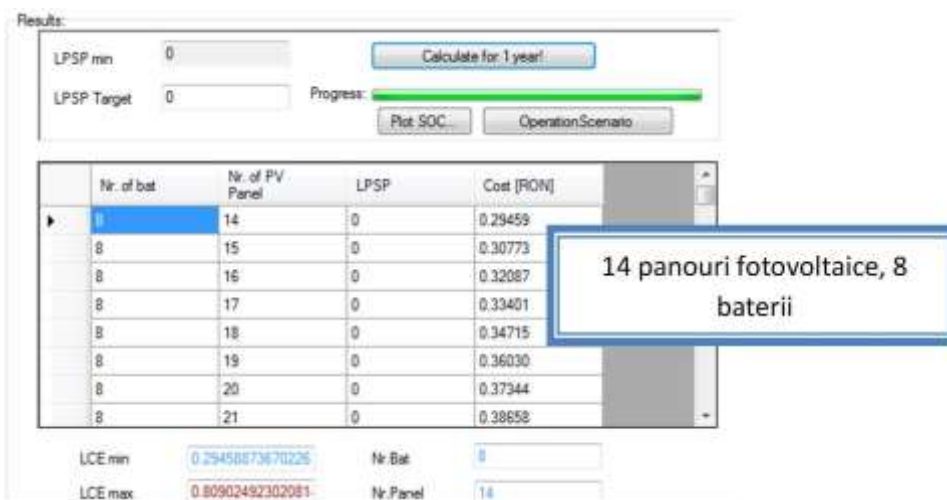 Results:
LPSP min 0 Calculate for 1 year!
LPSP Target 0 Progress:
Plot SOC... OperationScenario
Nr. of bat Nr. of PV Panel LPSP Cost [RON]
8 14 0 0.29459
8 15 0 0.30773
8 16 0 0.32087
8 17 0 0.33401
8 18 0 0.34715
8 19 0 0.36030
8 20 0 0.37344
8 21 0 0.38658
14 panouri fotovoltaice, 8
baterii
LCE min 0.29458873670226 Nr.Bat 8
LCE max 0.80902492302081 Nr.Panel 14